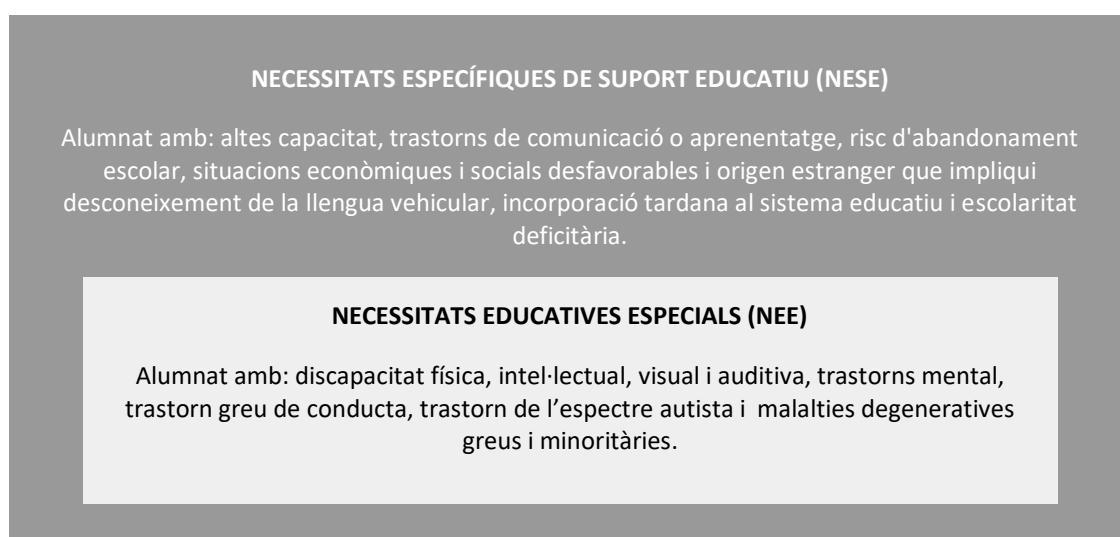 NECESSITATS ESPECÍFIQUES DE SUPORT EDUCATIU (NESE)
Alumnat amb: altes capacitat, trastorns de comunicació o aprenentatge, risc d'abandonament
escolar, situacions econòmiques i socials desfavorables i origen estranger que impliqui
desconeixement de la llengua vehicular, incorporació tardana al sistema educatiu i escolaritat
deficitària.
NECESSITATS EDUCATIVES ESPECIALS (NEE)
Alumnat amb: discapacitat física, intel·lectual, visual i auditiva, trastorns mental,
trastorn greu de conducta, trastorn de l’espectre autista i malalties degeneratives
greus i minoritàries.